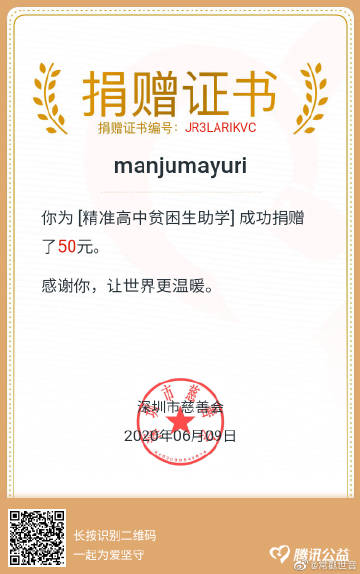 捐赠证书
捐赠证书编号：JR3LARIKVC
manjumayuri
你为 [精准高中贫困生助学] 成功捐赠
了50元。
感谢你，让世界更温暖。
深圳市慈善会
2020年06月09日
长按识别二维码
一起为爱坚守
腾讯公益